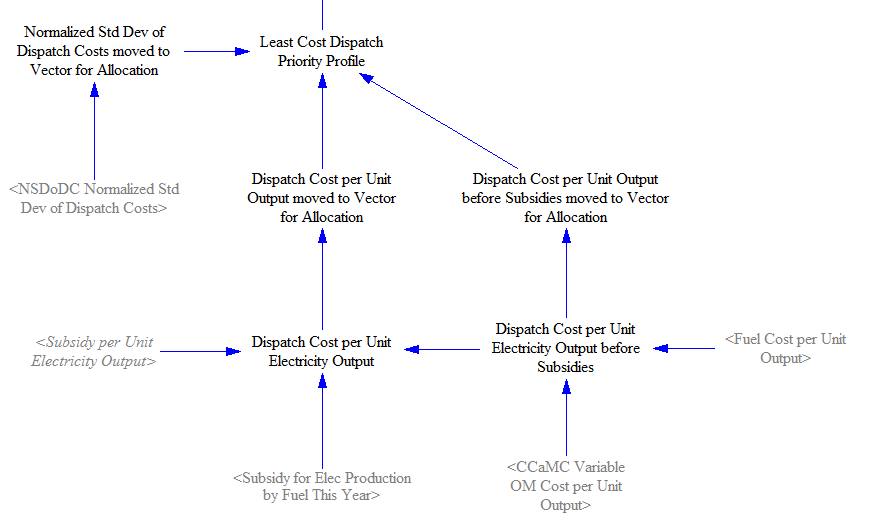 Normalized Std Dev of
Dispatch Costs moved to
Vector for Allocation
Least Cost Dispatch
Priority Profile
<NSDoDC Normalized Std
Dev of Dispatch Costs>
Dispatch Cost per Unit
Output moved to Vector
for Allocation
Dispatch Cost per Unit Output
before Subsidies moved to Vector
for Allocation
<Subsidy per Unit
Electricity Output>
Dispatch Cost per Unit
Electricity Output
Dispatch Cost per Unit
Electricity Output before
Subsidies
<Fuel Cost per Unit
Output>
<Subsidy for Elec Production
by Fuel This Year>
<CCaMC Variable
OM Cost per Unit
Output>